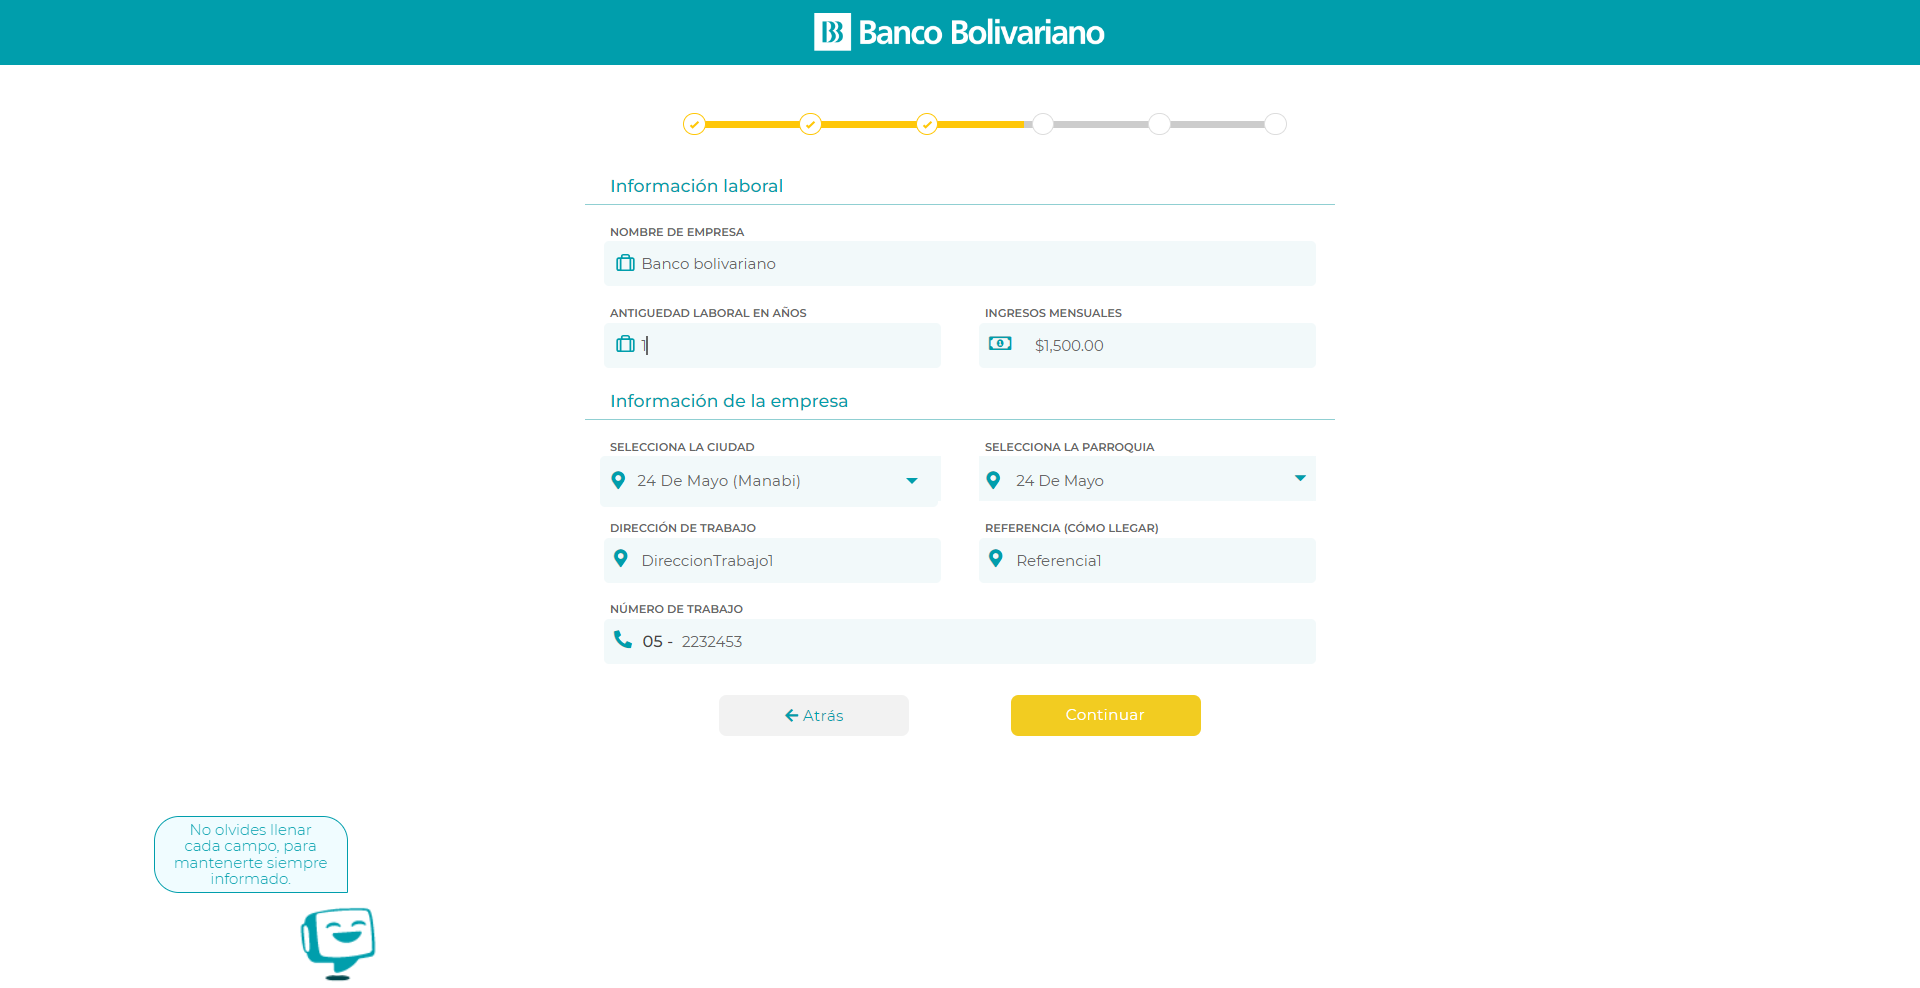 Banco Bolivariano
Información laboral
NOMBRE DE EMPRESA
Banco bolivariano
ANTIGUEDAD LABORAL EN AÑOS
INGRESOS MENSUALES
1
$1,500.00
Información de la empresa
SELECCIONA LA CIUDAD
SELECCIONA LA PARROQUIA
24 De Mayo (Manabi)
24 De Mayo
DIRECCIÓN DE TRABAJO
REFERENCIA (CÓMO LLEGAR)
DireccionTrabajo1
Referencia1
NÚMERO DE TRABAJO
05 - 2232453
Atrás
Continuar
No olvides llenar
cada campo, para
mantenerte siempre
informado.